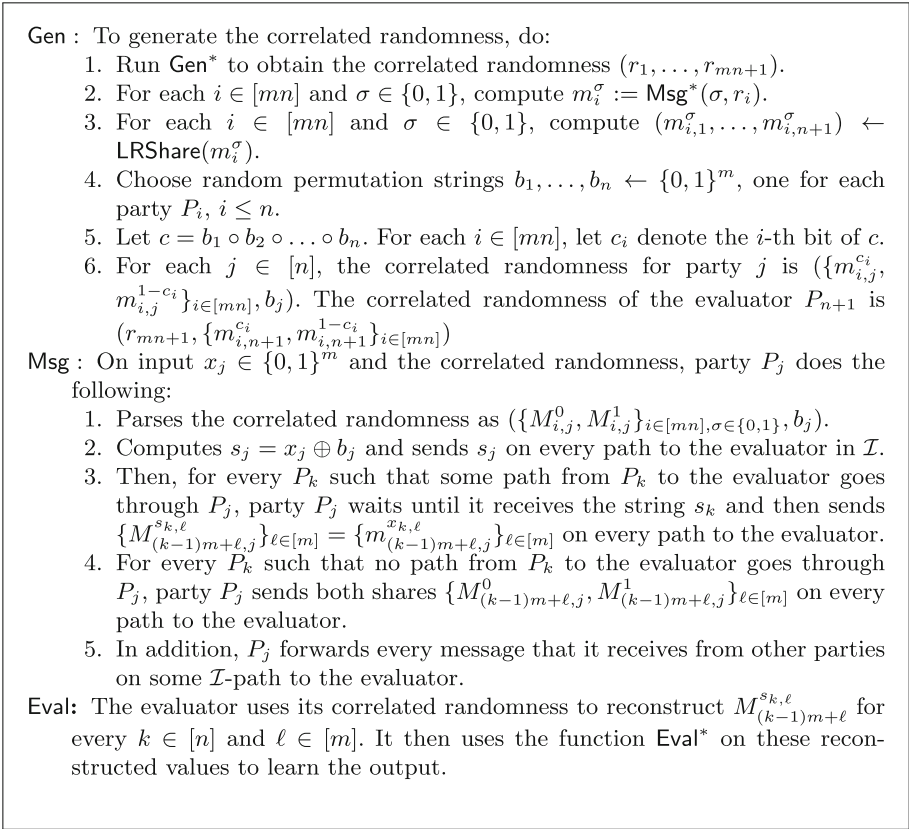 Gen : To generate the correlated randomness, do:
1. Run Gen* to obtain the correlated randomness (r_1, . . . , r_{mn+1}).
2. For each i ∈ [mn] and σ ∈ {0, 1}, compute m_i^σ := Msg*(σ, r_i).
3. For each i ∈ [mn] and σ ∈ {0, 1}, compute (m_{i,1}^σ, . . . , m_{i,n+1}^σ) ←
LRShare(m_i^σ).
4. Choose random permutation strings b_1, . . . , b_n ← {0, 1}^m, one for each
party P_i, i ≤ n.
5. Let c = b_1 ∘ b_2 ∘ . . . ∘ b_n. For each i ∈ [mn], let c_i denote the i-th bit of c.
6. For each j ∈ [n], the correlated randomness for party j is ({m_{i,j}^{c_i},
m_{i,j}^{1−c_i}}_{i∈[mn]}, b_j). The correlated randomness of the evaluator P_{n+1} is
(r_{mn+1}, {m_{i,n+1}^{c_i}, m_{i,n+1}^{1−c_i}}_{i∈[mn]})
Msg : On input x_j ∈ {0, 1}^m and the correlated randomness, party P_j does the
following:
1. Parses the correlated randomness as ({M_{i,j}^0, M_{i,j}^1}_{i∈[mn],σ∈{0,1}}, b_j).
2. Computes s_j = x_j ⊕ b_j and sends s_j on every path to the evaluator in I.
3. Then, for every P_k such that some path from P_k to the evaluator goes
through P_j, party P_j waits until it receives the string s_k and then sends
{M_{(k−1)m+ℓ,j}^{s_{k,ℓ}}}_{ℓ∈[m]} = {m_{(k−1)m+ℓ,j}^{x_{k,ℓ}}}_{ℓ∈[m]} on every path to the evaluator.
4. For every P_k such that no path from P_k to the evaluator goes through
P_j, party P_j sends both shares {M_{(k−1)m+ℓ,j}^0, M_{(k−1)m+ℓ,j}^1}_{ℓ∈[m]} on every
path to the evaluator.
5. In addition, P_j forwards every message that it receives from other parties
on some I-path to the evaluator.
Eval: The evaluator uses its correlated randomness to reconstruct M_{(k−1)m+ℓ}^{s_{k,ℓ}} for
every k ∈ [n] and ℓ ∈ [m]. It then uses the function Eval* on these recon-
structed values to learn the output.